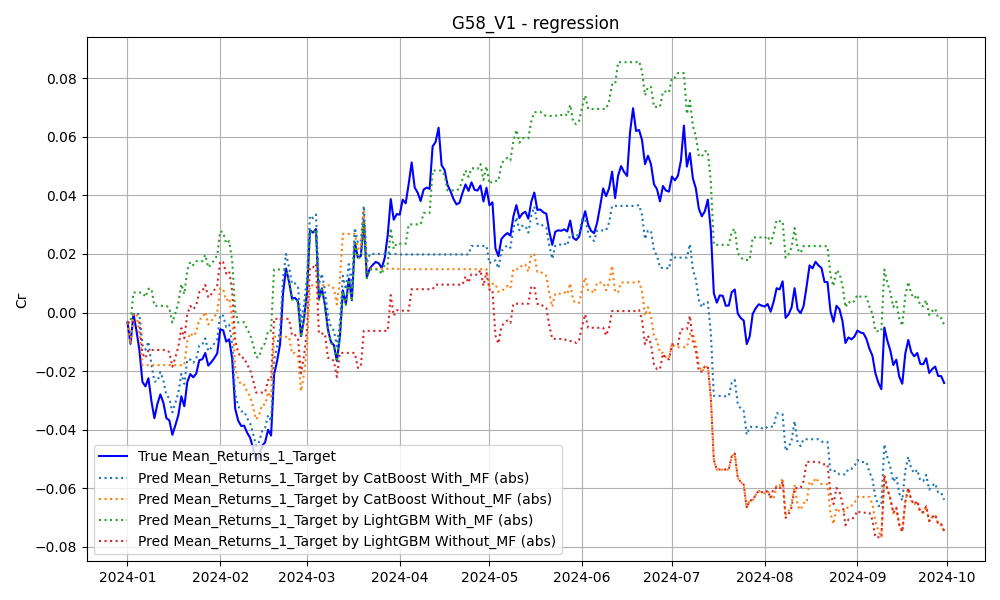 G58_V1 - regression
Cr
0.08
0.06
0.04
0.02
0.00
−0.02
−0.04
−0.06
−0.08
True Mean_Returns_1_Target
Pred Mean_Returns_1_Target by CatBoost With_MF (abs)
Pred Mean_Returns_1_Target by CatBoost Without_MF (abs)
Pred Mean_Returns_1_Target by LightGBM With_MF (abs)
Pred Mean_Returns_1_Target by LightGBM Without_MF (abs)
2024-01 2024-02 2024-03 2024-04 2024-05 2024-06 2024-07 2024-08 2024-09 2024-10